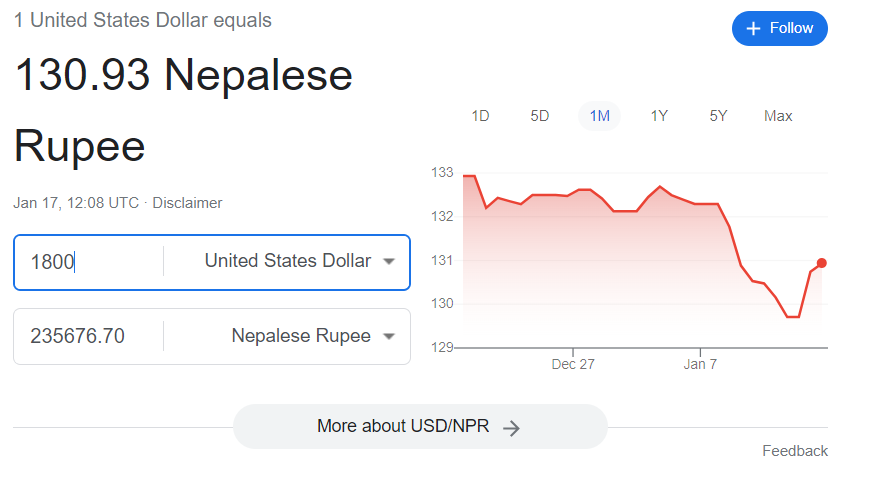 1 United States Dollar equals
130.93 Nepalese
Rupee
Jan 17, 12:08 UTC · Disclaimer
1800 United States Dollar
235676.70 Nepalese Rupee
+ Follow
1D 5D 1M 1Y 5Y Max
133
132
131
130
129
Dec 27 Jan 7
More about USD/NPR →
Feedback